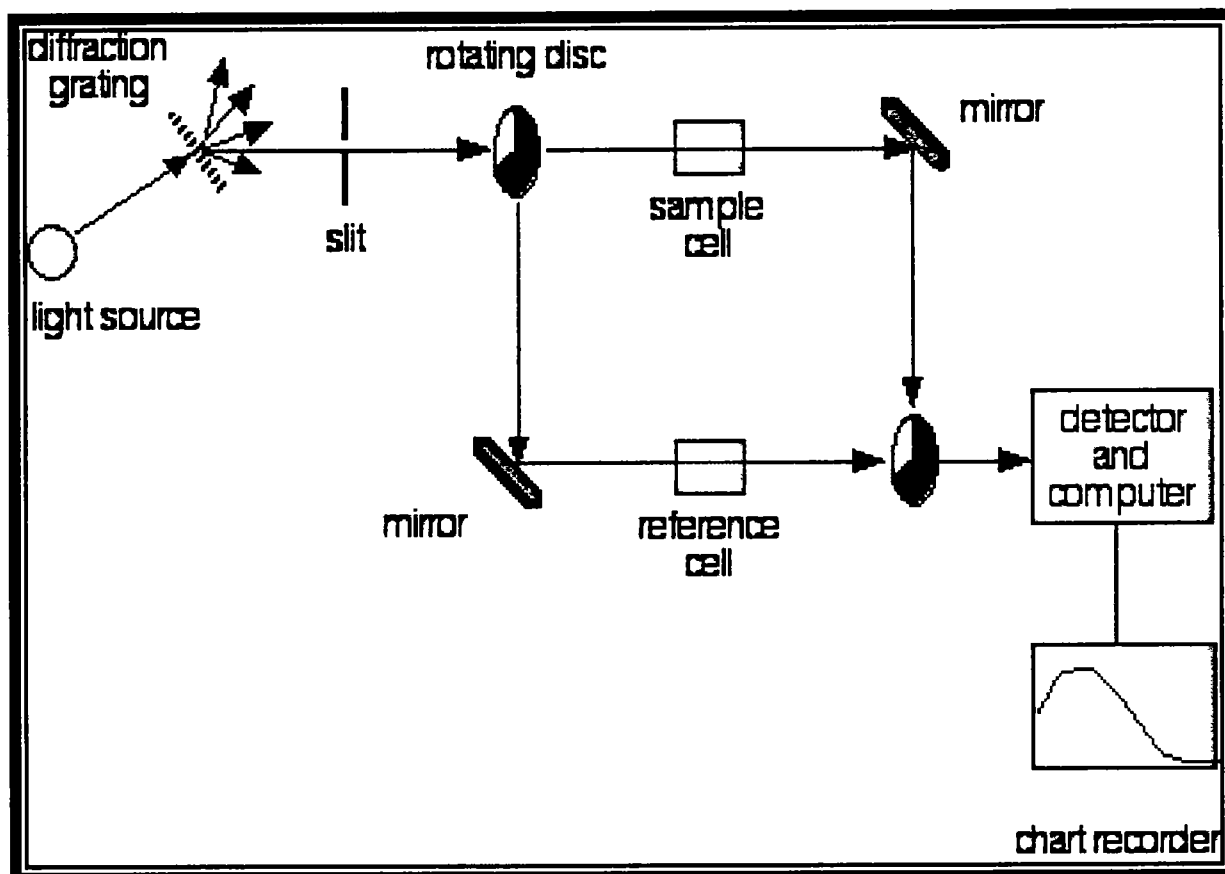 diffraction
grating
rotating disc
mirror
slit
sample
cell
light source
detector
and
computer
mirror
reference
cell
chart recorder